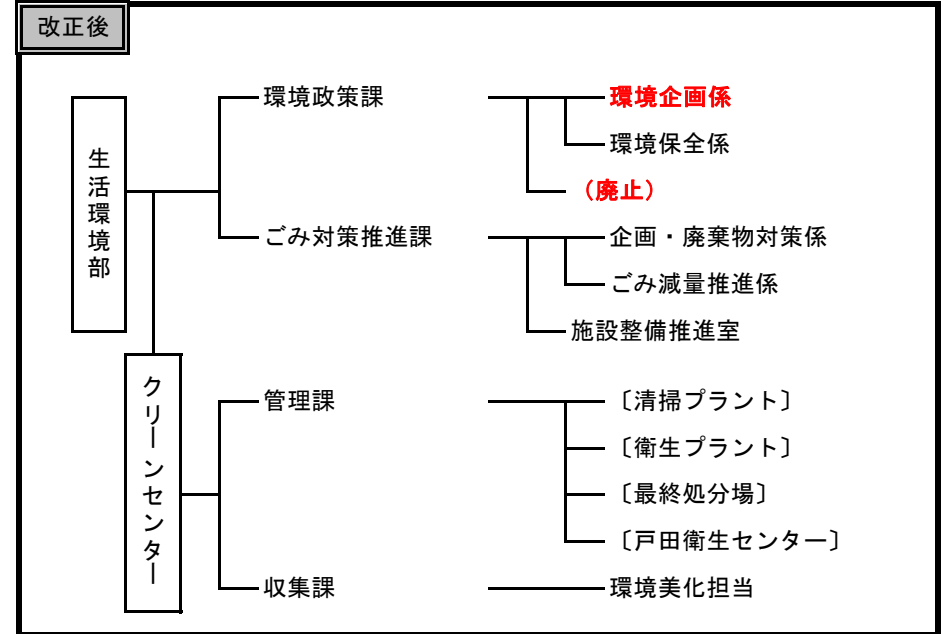 改正後
生活環境部
環境政策課
環境企画係
環境保全係
（廃止）
ごみ対策推進課
企画・廃棄物対策係
ごみ減量推進係
施設整備推進室
クリーンセンター
管理課
〔清掃プラント〕
〔衛生プラント〕
〔最終処分場〕
〔戸田衛生センター〕
収集課
環境美化担当